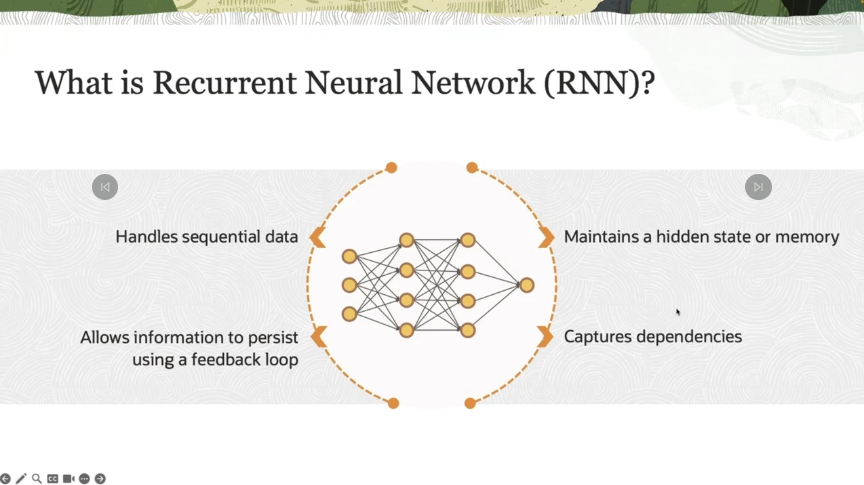 What is Recurrent Neural Network (RNN)?
Handles sequential data
Maintains a hidden state or memory
Allows information to persist
using a feedback loop
Captures dependencies
CC